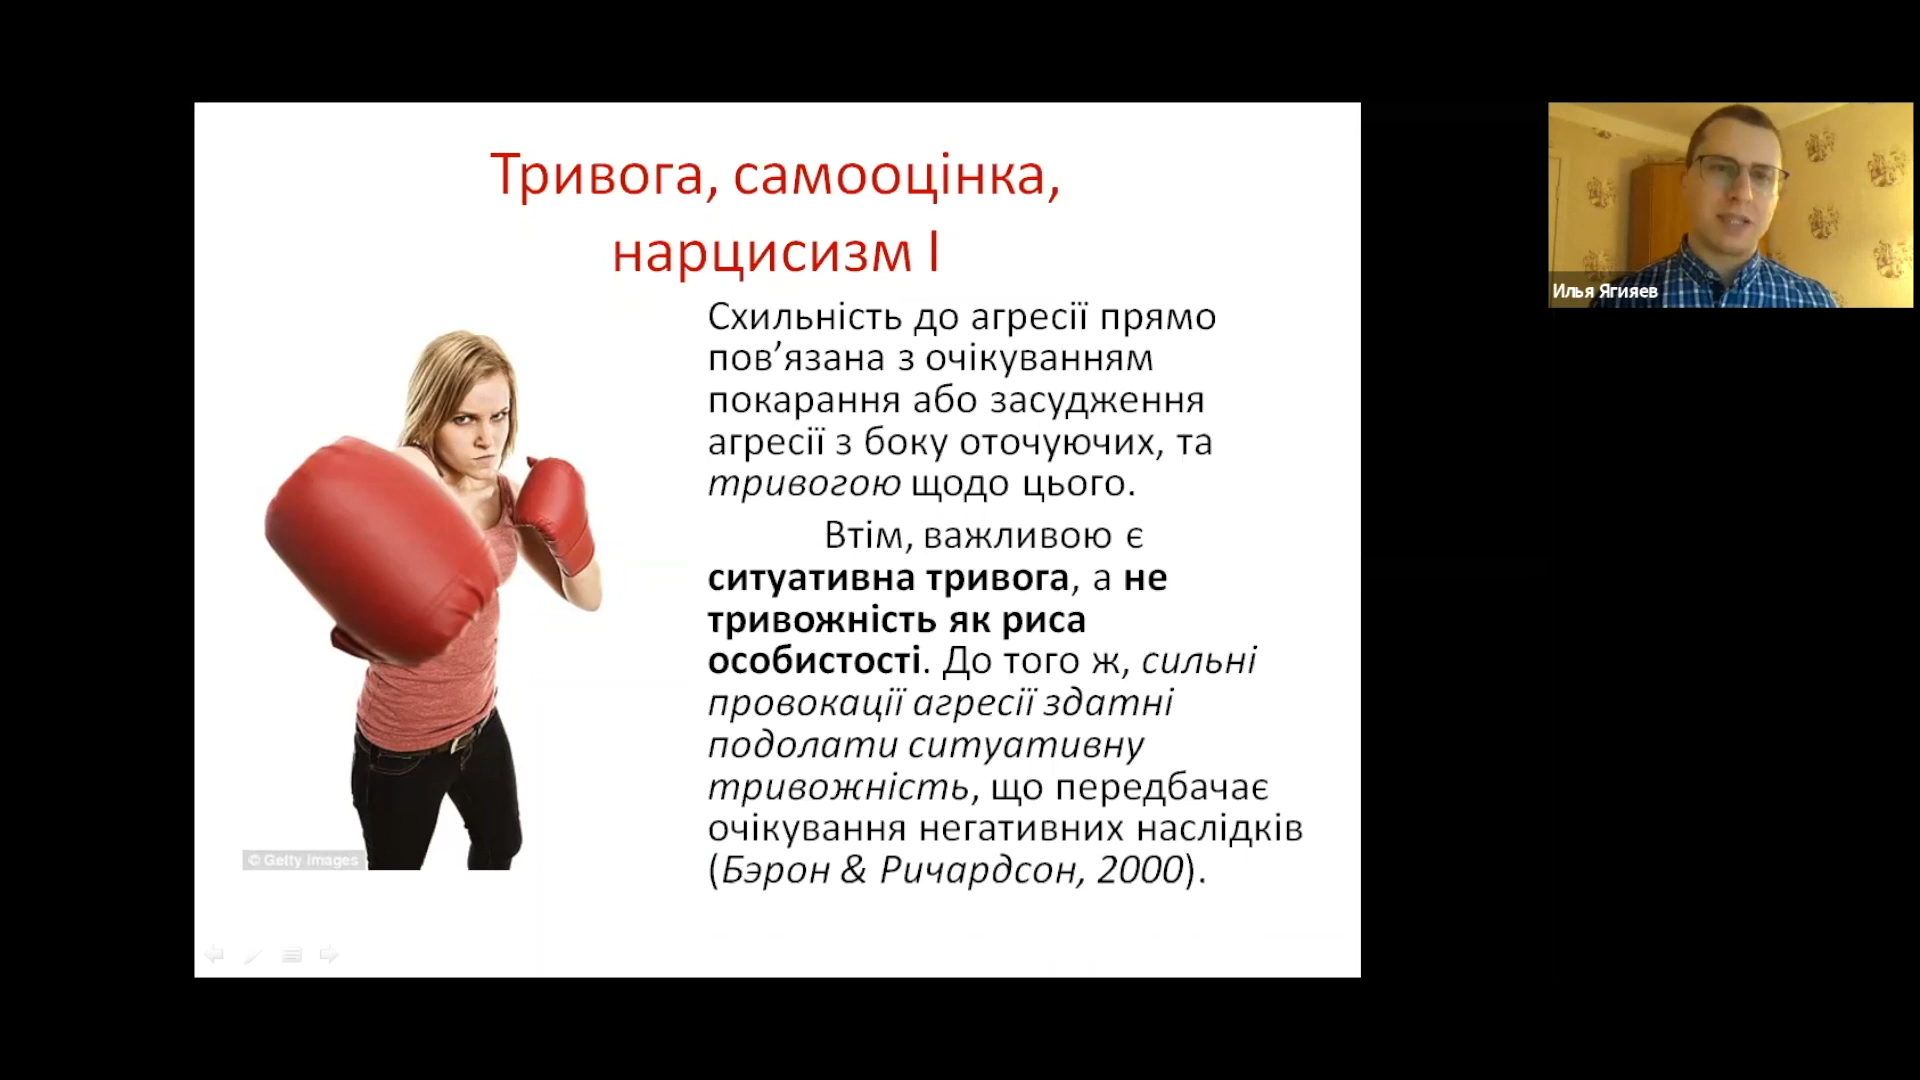 Тривога, самооцінка,
нарцисизм І
Схильність до агресії прямо
пов’язана з очікуванням
покарання або засудження
агресії з боку оточуючих, та
тривогою щодо цього.
Втім, важливою є
ситуативна тривога, а не
тривожність як риса
особистості. До того ж, сильні
провокації агресії здатні
подолати ситуативну
тривожність, що передбачає
очікування негативних наслідків
(Бэрон & Ричардсон, 2000).
© Getty Images
Илья Ягияев